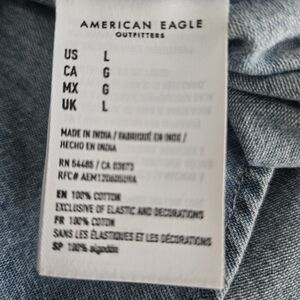 AMERICAN EAGLE
OUTFITTERS
US L
CA G
MX G
UK L
MADE IN INDIA / FABRIQUÉ EN INDE /
HECHO EN INDIA
RN 54485 / CA 03873
EN 100% COTTON
EXCLUSIVE OF ELASTIC AND DECORATIONS
FR 100% COTON
SANS LES ÉLASTIQUES ET LES DÉCORATIONS
SP 100% algodón